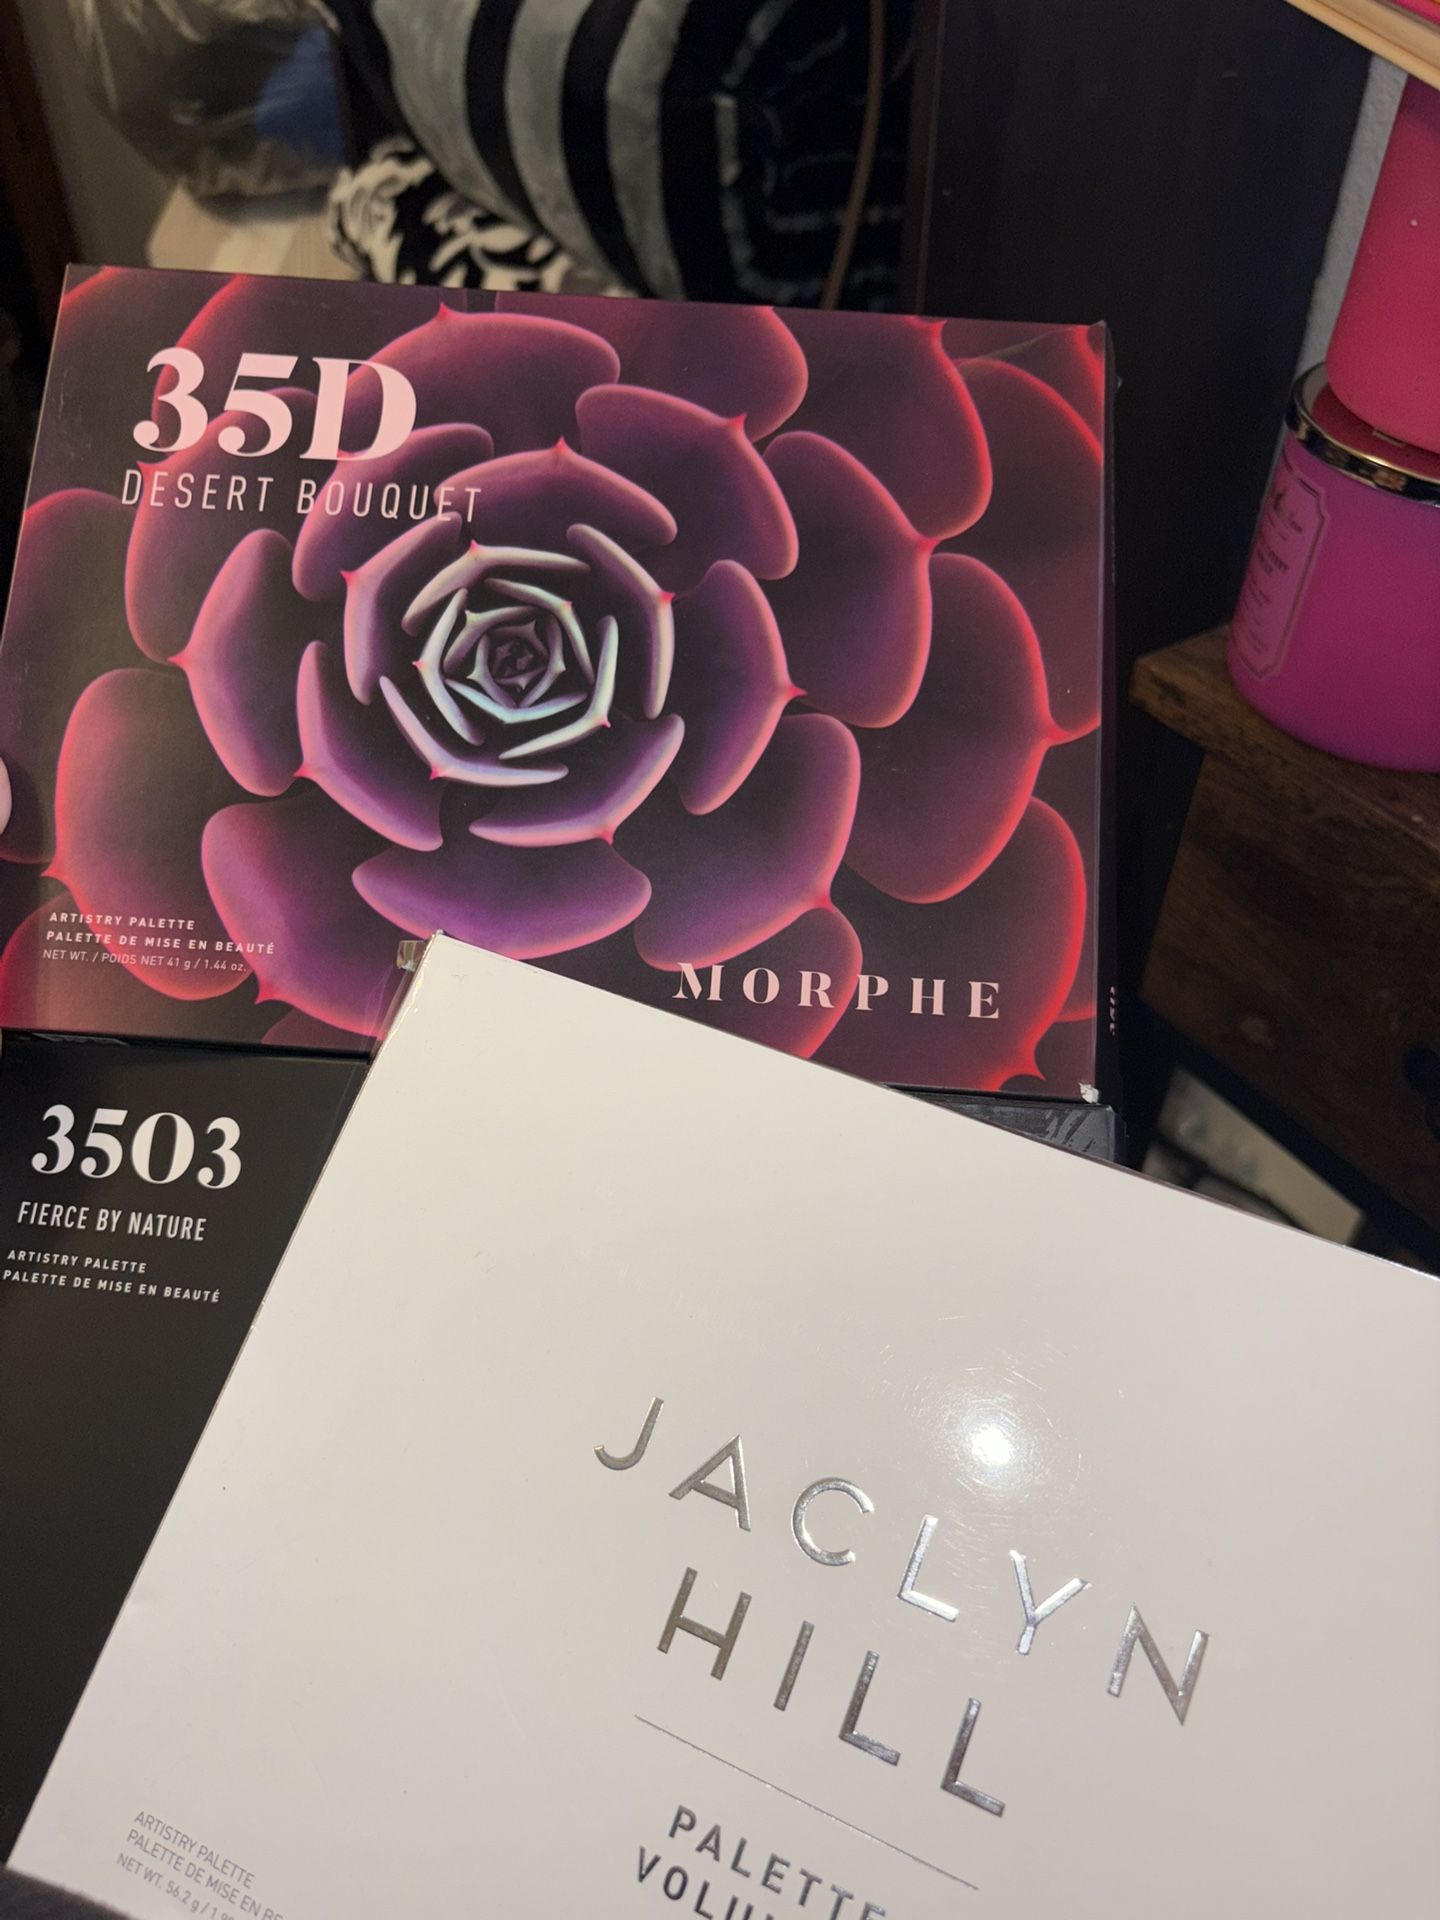 35D
DESERT BOUQUET
ARTISTRY PALETTE
PALETTE DE MISE EN BEAUTÉ
NET WT. / POIDS NET 41 g / 1.44 oz.
MORPHE
35D
3503
FIERCE BY NATURE
ARTISTRY PALETTE
PALETTE DE MISE EN BEAUTÉ
JACLYN
HILL
PALETTE
ARTISTRY PALETTE
PALETTE DE MISE EN
NET WT. 56.2 g /